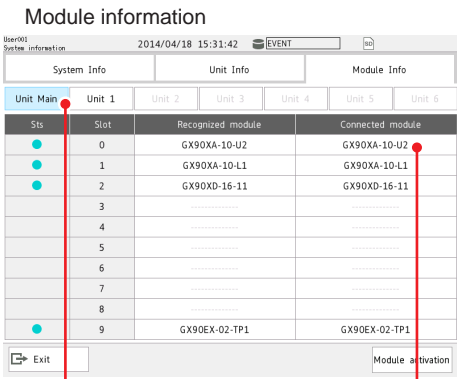 Module information
User001
System information
2014/04/18 15:31:42 EVENT SD
System Info Unit Info Module Info
Unit Main Unit 1 Unit 2 Unit 3 Unit 4 Unit 5 Unit 6
Sts Slot Recognized module Connected module
0 GX90XA-10-U2 GX90XA-10-U2
1 GX90XA-10-L1 GX90XA-10-L1
2 GX90XD-16-11 GX90XD-16-11
3 -------------- --------------
4 -------------- --------------
5 -------------- --------------
6 -------------- --------------
7 -------------- --------------
8 -------------- --------------
9 GX90EX-02-TP1 GX90EX-02-TP1
Exit Module activation